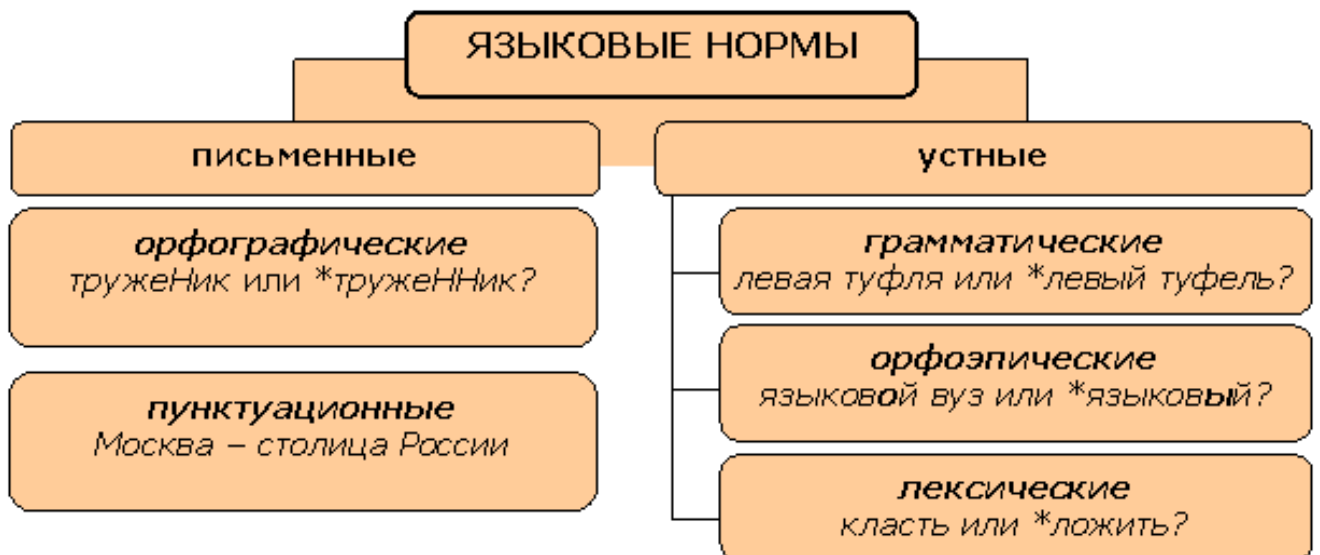 ЯЗЫКОВЫЕ НОРМЫ
письменные
орфографические
тружеНик или *тружеННик?
пунктуационные
Москва – столица России
устные
грамматические
левая туфля или *левый туфель?
орфоэпические
языковой вуз или *языковый?
лексические
класть или *ложить?